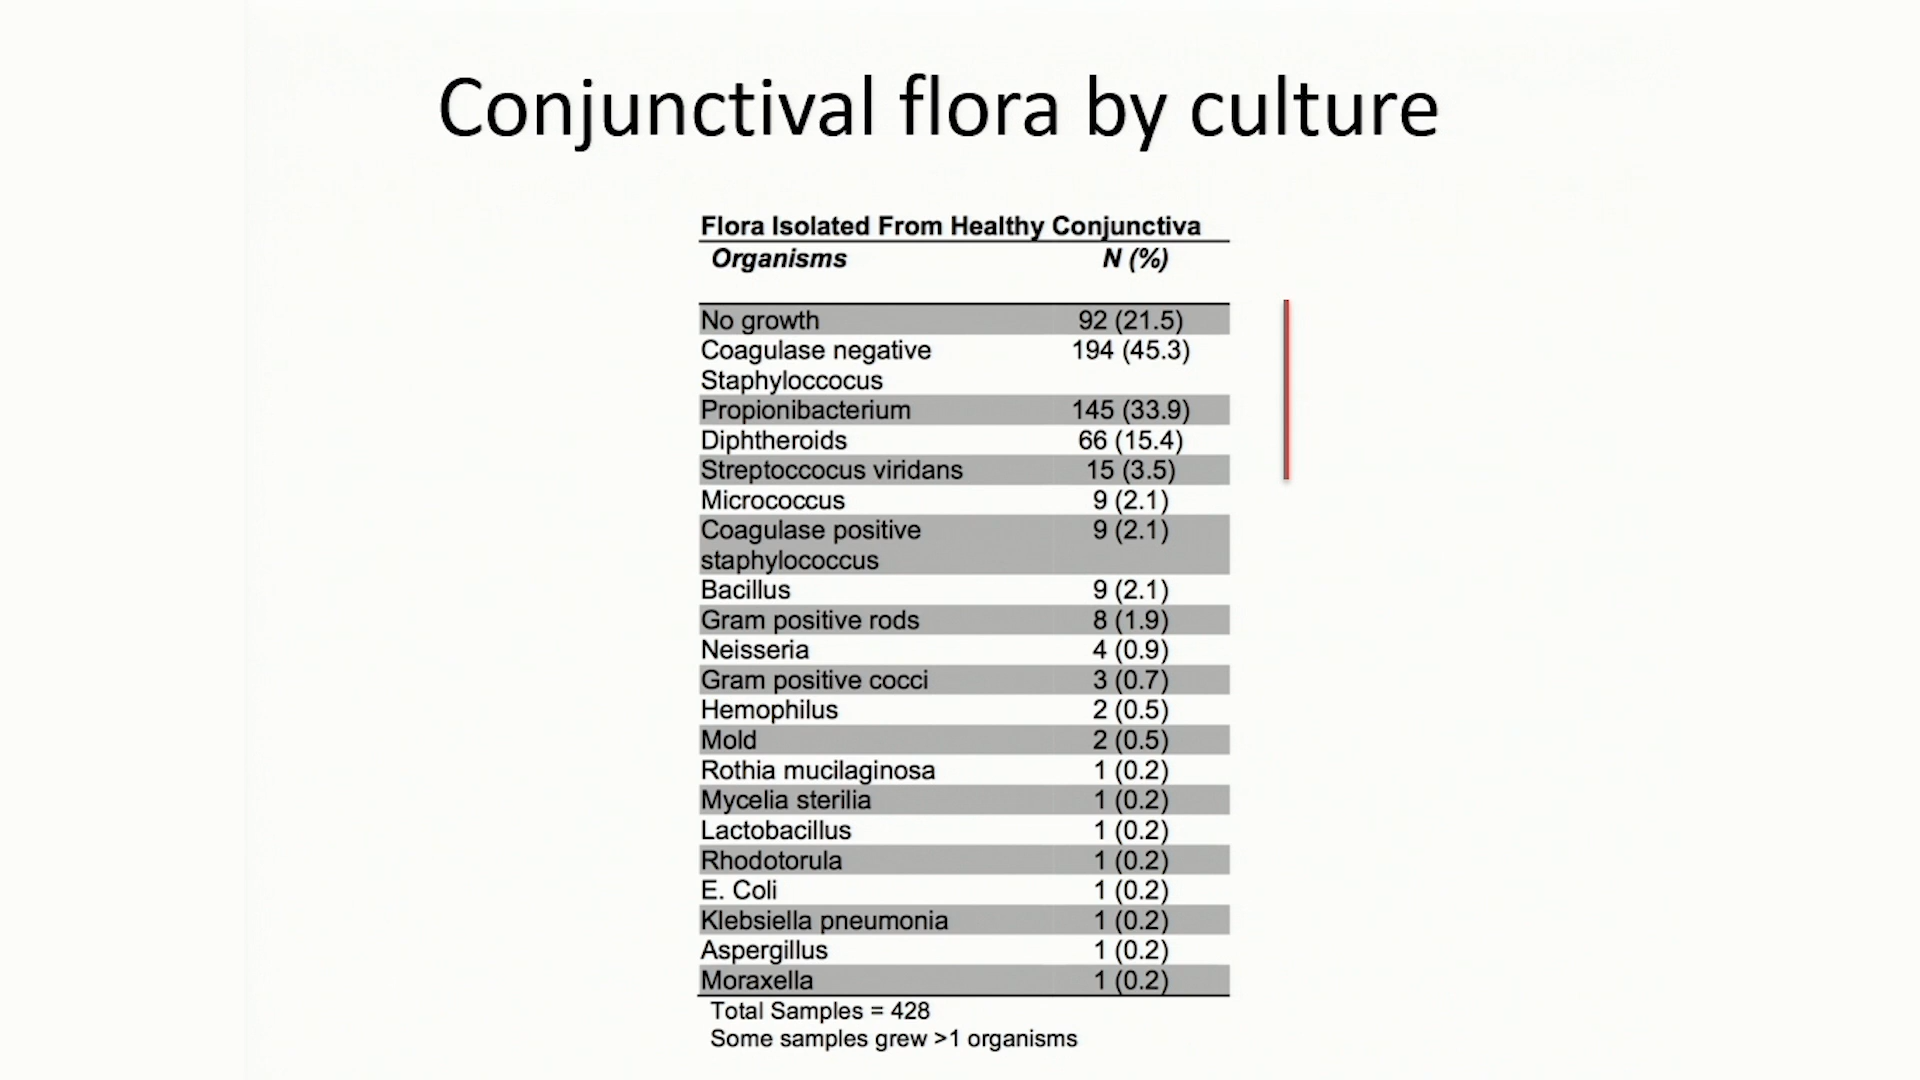 Conjunctival flora by culture
Flora Isolated From Healthy Conjunctiva
Organisms N (%)
No growth 92 (21.5)
Coagulase negative 194 (45.3)
Staphyloccocus
Propionibacterium 145 (33.9)
Diphtheroids 66 (15.4)
Streptoccocus viridans 15 (3.5)
Micrococcus 9 (2.1)
Coagulase positive 9 (2.1)
staphylococcus
Bacillus 9 (2.1)
Gram positive rods 8 (1.9)
Neisseria 4 (0.9)
Gram positive cocci 3 (0.7)
Hemophilus 2 (0.5)
Mold 2 (0.5)
Rothia mucilaginosa 1 (0.2)
Mycelia sterilia 1 (0.2)
Lactobacillus 1 (0.2)
Rhodotorula 1 (0.2)
E. Coli 1 (0.2)
Klebsiella pneumonia 1 (0.2)
Aspergillus 1 (0.2)
Moraxella 1 (0.2)
Total Samples = 428
Some samples grew >1 organisms